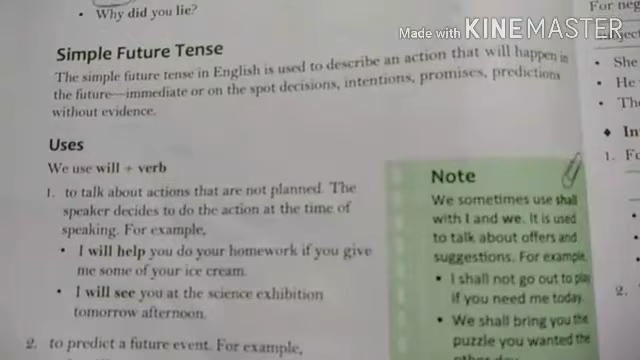 • Why did you lie?
Made with KINEMASTER
Simple Future Tense
The simple future tense in English is used to describe an action that will happen in
the future—immediate or on the spot decisions, intentions, promises, predictions
without evidence.
Uses
We use will + verb
1. to talk about actions that are not planned. The
speaker decides to do the action at the time of
speaking. For example,
• I will help you do your homework if you give
me some of your ice cream.
• I will see you at the science exhibition
tomorrow afternoon.
2. to predict a future event. For example,
Note
We sometimes use shall
with I and we. It is used
to talk about offers and
suggestions. For example,
• I shall not go out to play
if you need me today.
• We shall bring you the
puzzle you wanted the
other day.
For neg
• She
• He
• The
1. Fo
2.